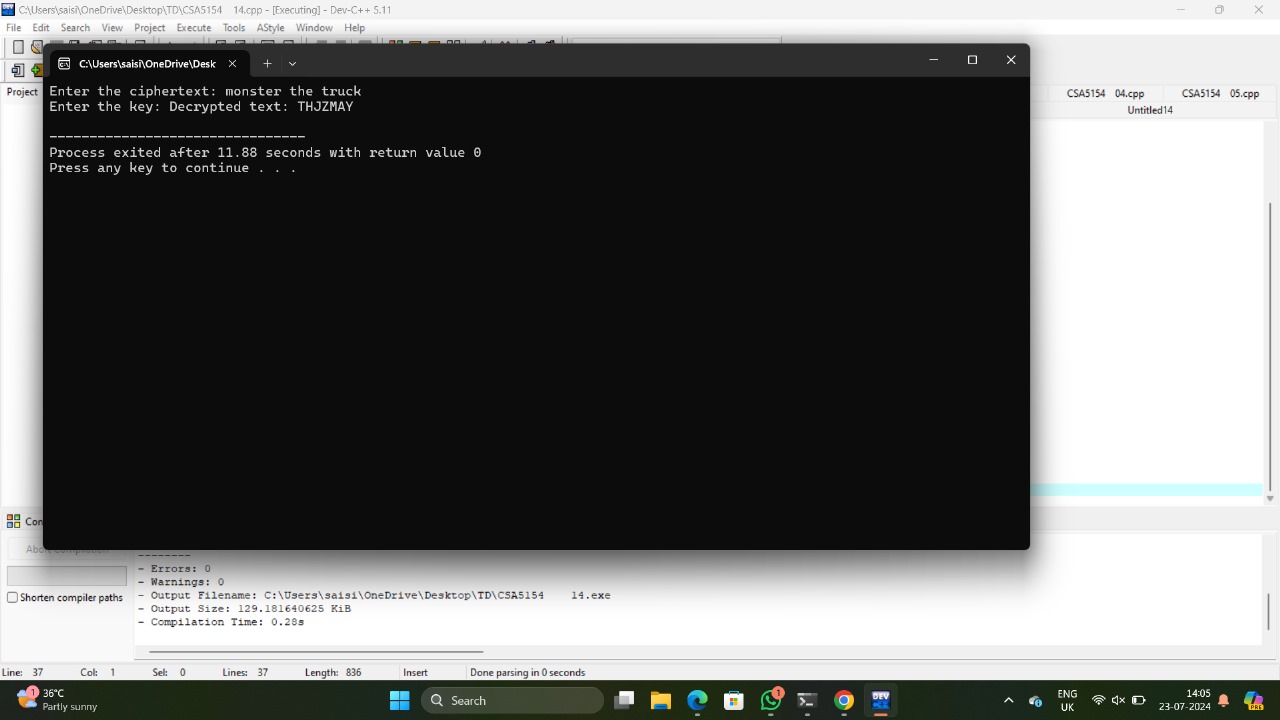 C:\Users\saisi\OneDrive\Desktop\TD\CSA5154 14.cpp - [Executing] - Dev-C++ 5.11
File Edit Search View Project Execute Tools AStyle Window Help
C:\Users\saisi\OneDrive\Desk
Project
CSA5154 04.cpp CSA5154 05.cpp
Untitled14
Enter the ciphertext: monster the truck
Enter the key: Decrypted text: THJZMAY
--------------------------------
Process exited after 11.88 seconds with return value 0
Press any key to continue . . .
Con
Abort Compilation
--------
- Errors: 0
- Warnings: 0
- Output Filename: C:\Users\saisi\OneDrive\Desktop\TD\CSA5154 14.exe
- Output Size: 129.181640625 KiB
- Compilation Time: 0.28s
Shorten compiler paths
Line: 37 Col: 1 Sel: 0 Lines: 37 Length: 836 Insert Done parsing in 0 seconds
1
36°C
Partly sunny
Search
1
DEV
ENG
UK
14:05
23-07-2024
PRE